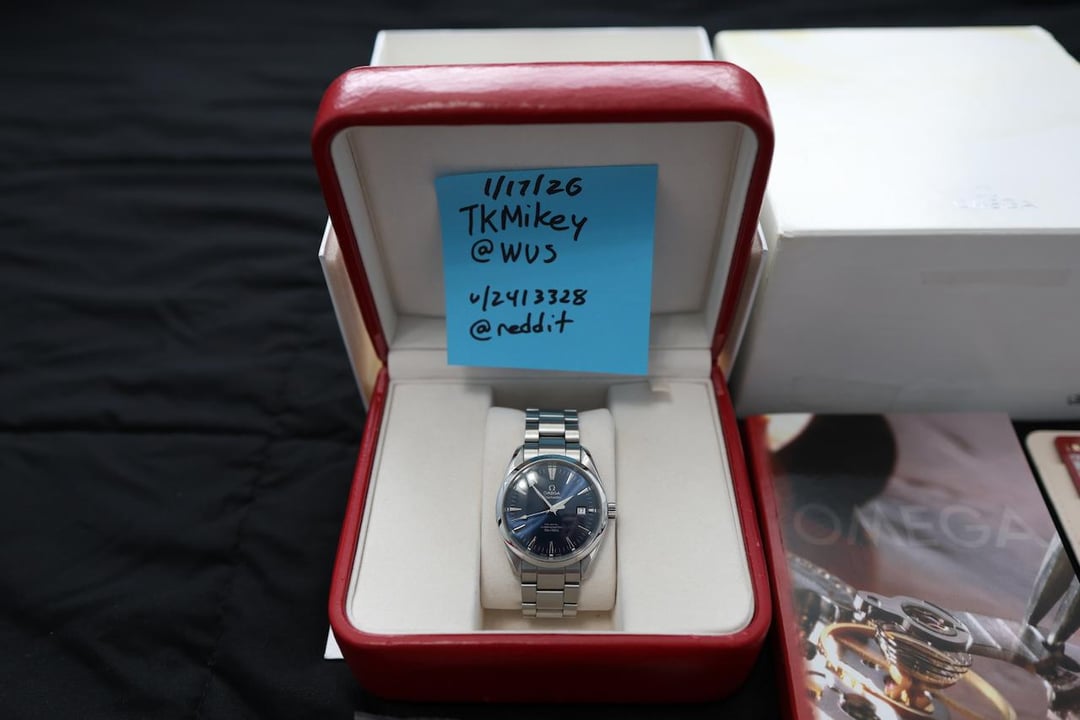 1/17/26
TKMikey
@WUS
u/2413328
@reddit
OMEGA
OMEGA